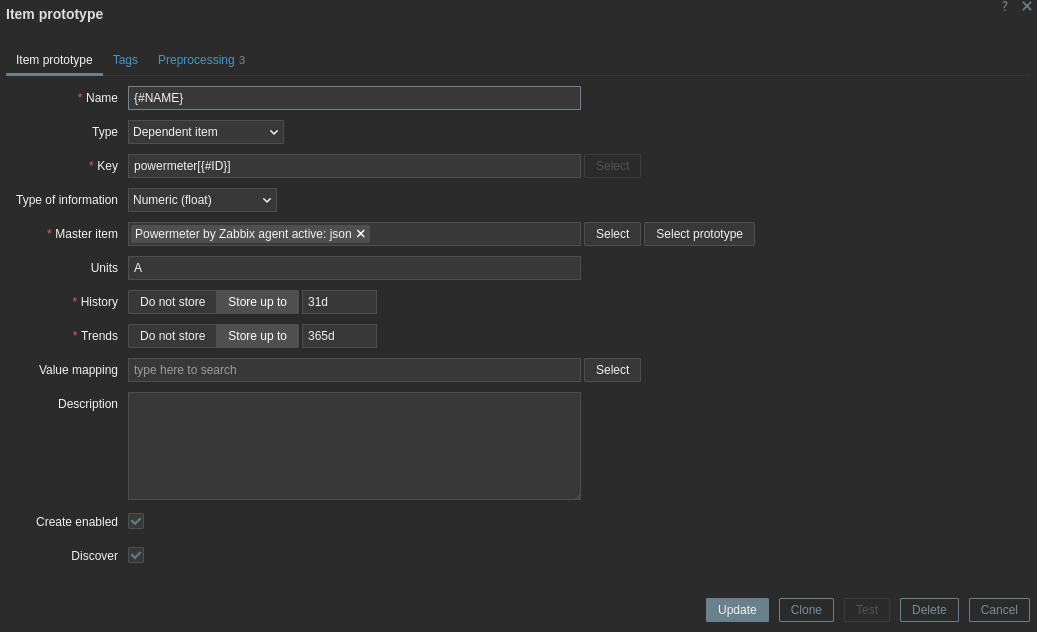 Item prototype
?
Item prototype Tags Preprocessing 3
* Name {#NAME}
Type Dependent item
* Key powermeter[{#ID}] Select
Type of information Numeric (float)
* Master item Powermeter by Zabbix agent active: json Select Select prototype
Units A
* History Do not store Store up to 31d
* Trends Do not store Store up to 365d
Value mapping type here to search Select
Description
Create enabled
Discover
Update Clone Test Delete Cancel